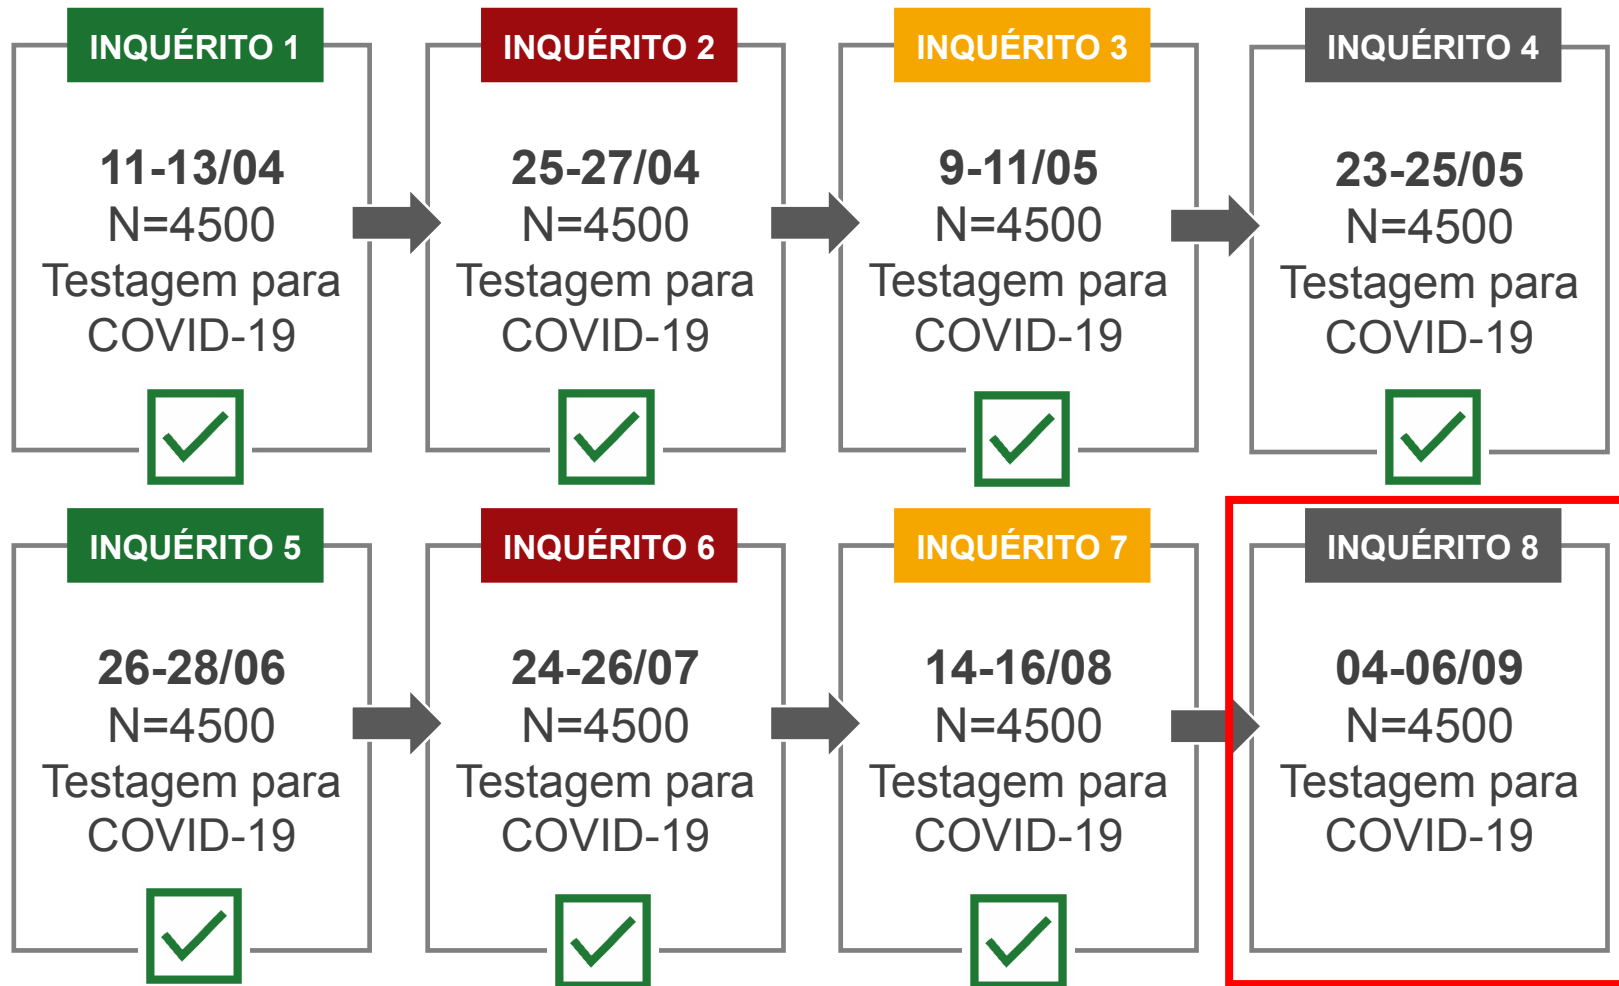 INQUÉRITO 1
11-13/04
N=4500
Testagem para
COVID-19
INQUÉRITO 2
25-27/04
N=4500
Testagem para
COVID-19
INQUÉRITO 3
9-11/05
N=4500
Testagem para
COVID-19
INQUÉRITO 4
23-25/05
N=4500
Testagem para
COVID-19
INQUÉRITO 5
26-28/06
N=4500
Testagem para
COVID-19
INQUÉRITO 6
24-26/07
N=4500
Testagem para
COVID-19
INQUÉRITO 7
14-16/08
N=4500
Testagem para
COVID-19
INQUÉRITO 8
04-06/09
N=4500
Testagem para
COVID-19